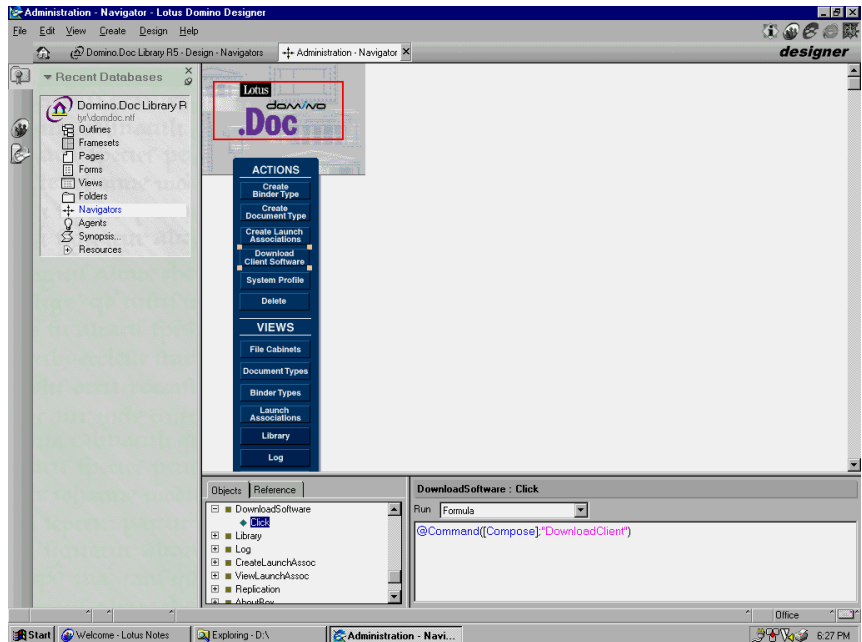 Administration - Navigator - Lotus Domino Designer
File Edit View Create Design Help
Domino.Doc Library R5 - Design - Navigators
Administration - Navigator
designer
Recent Databases
Domino.Doc Library R
tyr\domdoc.ntf
Outlines
Framesets
Pages
Forms
Views
Folders
Navigators
Agents
Synopsis...
Resources
Lotus
domino
.Doc
ACTIONS
Create
Binder Type
Create
Document Type
Create Launch
Associations
Download
Client Software
System Profile
Delete
VIEWS
File Cabinets
Document Types
Binder Types
Launch
Associations
Library
Log
Objects Reference
DownloadSoftware
Click
Library
Log
CreateLaunchAssoc
ViewLaunchAssoc
Replication
AboutBox
DownloadSoftware : Click
Run Formula
@Command([Compose];"DownloadClient")
Office
Start
Welcome - Lotus Notes
Exploring - D:\
Administration - Navi...
6:27 PM